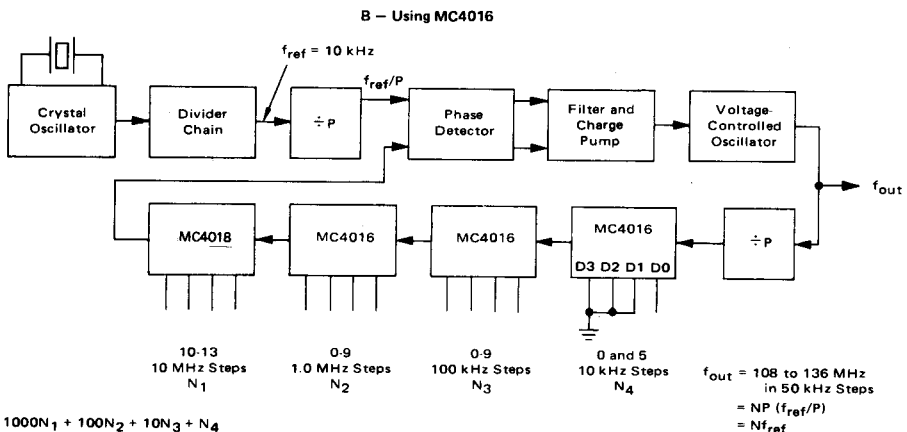 B — Using MC4016
f_ref = 10 kHz
f_ref/P
Crystal
Oscillator
Divider
Chain
÷P
Phase
Detector
Filter and
Charge
Pump
Voltage-
Controlled
Oscillator
f_out
MC4018
MC4016
MC4016
MC4016
D3 D2 D1 D0
÷P
10-13
10 MHz Steps
N₁
0-9
1.0 MHz Steps
N₂
0-9
100 kHz Steps
N₃
0 and 5
10 kHz Steps
N₄
f_out = 108 to 136 MHz
in 50 kHz Steps
= NP (f_ref/P)
= Nf_ref
1000N₁ + 100N₂ + 10N₃ + N₄